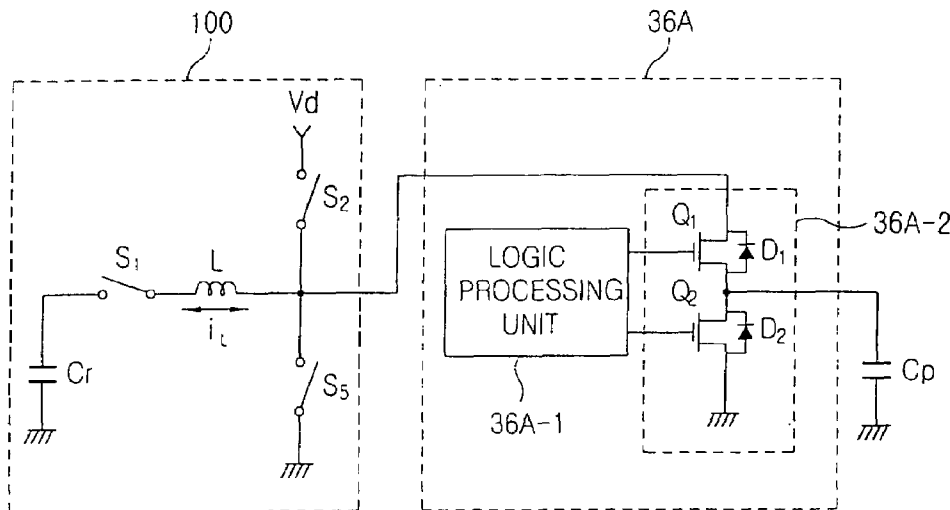 100
36A
Vd
S2
S1
L
it
Cr
S5
LOGIC
PROCESSING
UNIT
36A-1
Q1
D1
Q2
D2
36A-2
Cp